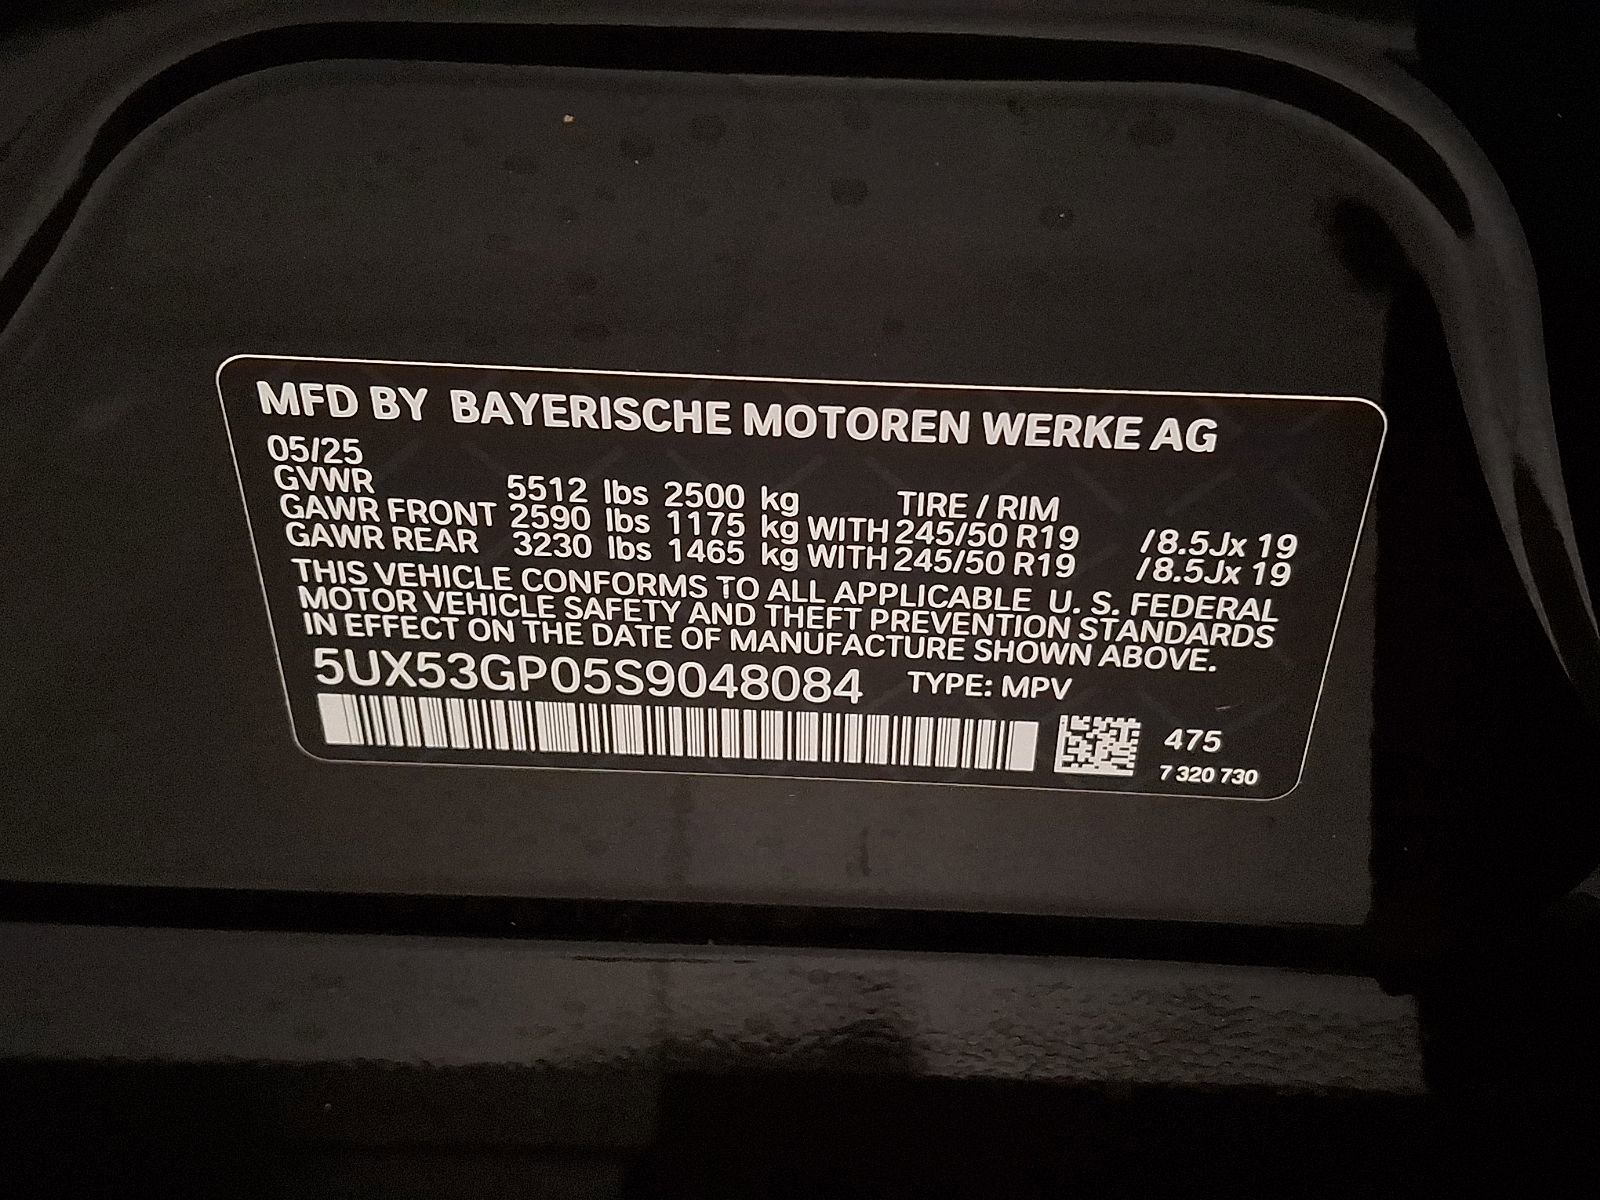 MFD BY BAYERISCHE MOTOREN WERKE AG
05/25
GVWR 5512 lbs 2500 kg TIRE / RIM
GAWR FRONT 2590 lbs 1175 kg WITH 245/50 R19 /8.5Jx 19
GAWR REAR 3230 lbs 1465 kg WITH 245/50 R19 /8.5Jx 19
THIS VEHICLE CONFORMS TO ALL APPLICABLE U. S. FEDERAL
MOTOR VEHICLE SAFETY AND THEFT PREVENTION STANDARDS
IN EFFECT ON THE DATE OF MANUFACTURE SHOWN ABOVE.
5UX53GP05S9048084 TYPE: MPV
475
7 320 730